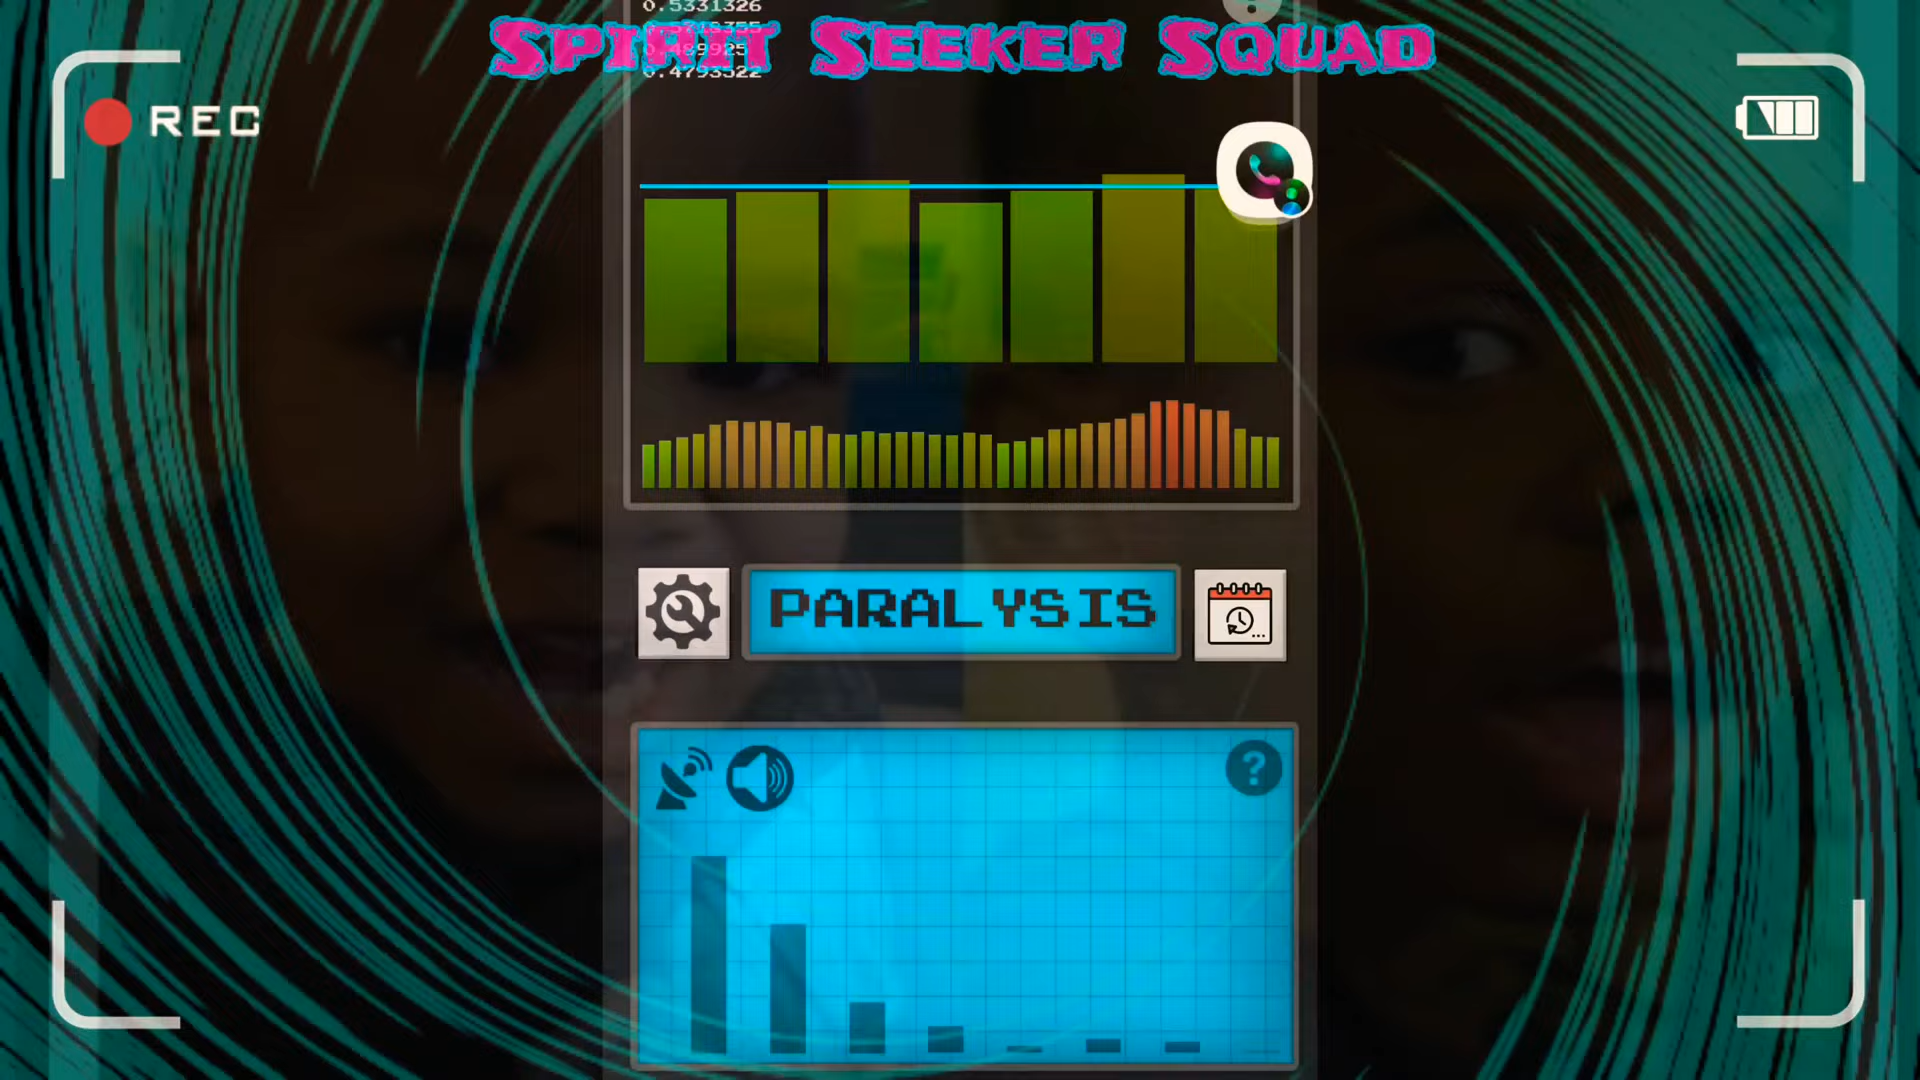 0.5331326
SPIRIT SEEKER SQUAD
0.4793522
REC
PARALYSIS
?